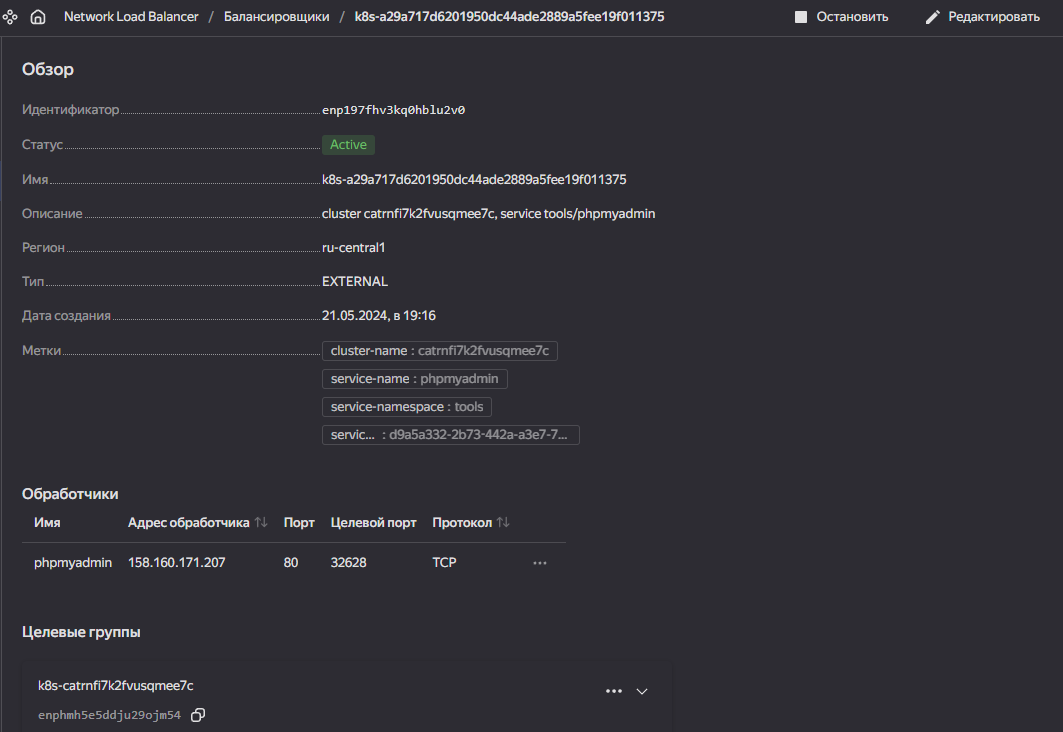 Network Load Balancer / Балансировщики / k8s-a29a717d6201950dc44ade2889a5fee19f011375 Остановить Редактировать
Обзор
Идентификатор enp197fhv3kq0hblu2v0
Статус Active
Имя k8s-a29a717d6201950dc44ade2889a5fee19f011375
Описание cluster catrnfi7k2fvusqmee7c, service tools/phpmyadmin
Регион ru-central1
Тип EXTERNAL
Дата создания 21.05.2024, в 19:16
Метки cluster-name : catrnfi7k2fvusqmee7c
service-name : phpmyadmin
service-namespace : tools
servic... : d9a5a332-2b73-442a-a3e7-7...
Обработчики
Имя Адрес обработчика Порт Целевой порт Протокол
phpmyadmin 158.160.171.207 80 32628 TCP
Целевые группы
k8s-catrnfi7k2fvusqmee7c
enphmh5e5ddju29ojm54